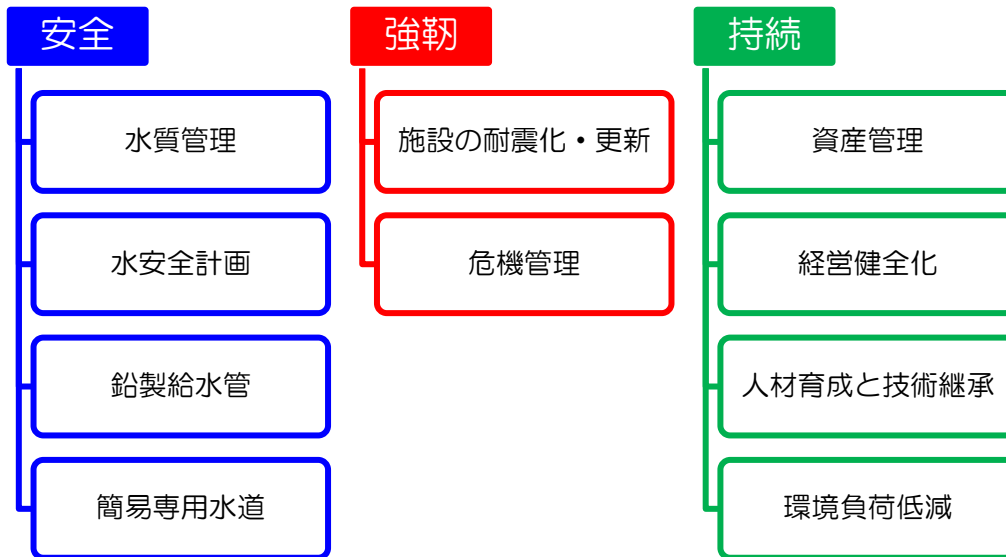 安全
水質管理
水安全計画
鉛製給水管
簡易専用水道
強靭
施設の耐震化・更新
危機管理
持続
資産管理
経営健全化
人材育成と技術継承
環境負荷低減